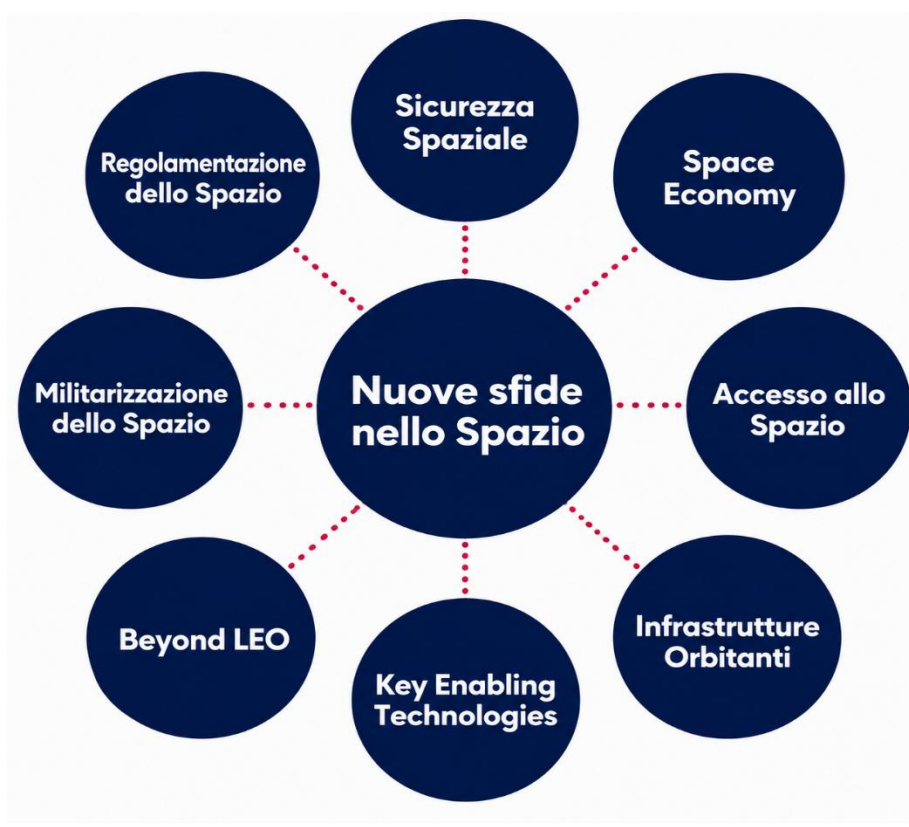 Sicurezza
Spaziale
Regolamentazione
dello Spazio
Space
Economy
Nuove sfide
nello Spazio
Militarizzazione
dello Spazio
Accesso allo
Spazio
Beyond LEO
Key Enabling
Technologies
Infrastrutture
Orbitanti